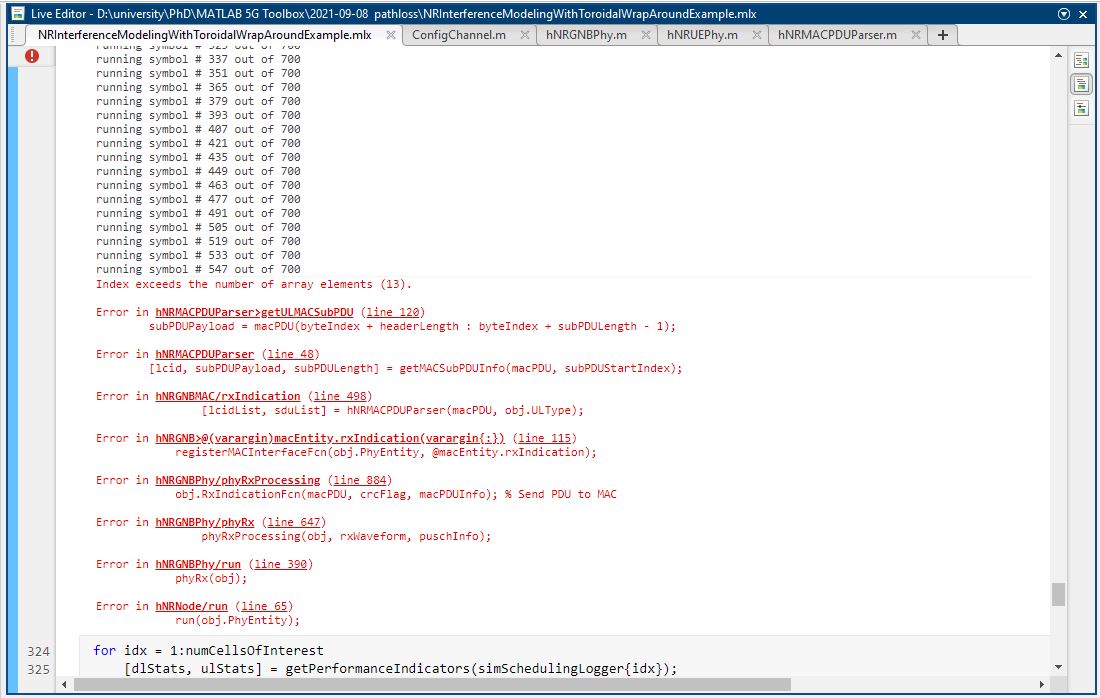 Live Editor - D:\university\PhD\MATLAB 5G Toolbox\2021-09-08  pathloss\NRInterferenceModelingWithToroidalWrapAroundExample.mlx
NRInterferenceModelingWithToroidalWrapAroundExample.mlx ConfigChannel.m hNRGNBPhy.m hNRUEPhy.m hNRMACPDUParser.m +
running symbol # 323 out of 700
running symbol # 337 out of 700
running symbol # 351 out of 700
running symbol # 365 out of 700
running symbol # 379 out of 700
running symbol # 393 out of 700
running symbol # 407 out of 700
running symbol # 421 out of 700
running symbol # 435 out of 700
running symbol # 449 out of 700
running symbol # 463 out of 700
running symbol # 477 out of 700
running symbol # 491 out of 700
running symbol # 505 out of 700
running symbol # 519 out of 700
running symbol # 533 out of 700
running symbol # 547 out of 700
Index exceeds the number of array elements (13).
Error in hNRMACPDUParser>getULMACSubPDU (line 120)
subPDUPayload = macPDU(byteIndex + headerLength : byteIndex + subPDULength - 1);
Error in hNRMACPDUParser (line 48)
[lcid, subPDUPayload, subPDULength] = getMACSubPDUInfo(macPDU, subPDUStartIndex);
Error in hNRGNBMAC/rxIndication (line 498)
[lcidList, sduList] = hNRMACPDUParser(macPDU, obj.ULType);
Error in hNRGNB>@(varargin)macEntity.rxIndication(varargin{:}) (line 115)
registerMACInterfaceFcn(obj.PhyEntity, @macEntity.rxIndication);
Error in hNRGNBPhy/phyRxProcessing (line 884)
obj.RxIndicationFcn(macPDU, crcFlag, macPDUInfo); % Send PDU to MAC
Error in hNRGNBPhy/phyRx (line 647)
phyRxProcessing(obj, rxWaveform, puschInfo);
Error in hNRGNBPhy/run (line 390)
phyRx(obj);
Error in hNRNode/run (line 65)
run(obj.PhyEntity);
324 for idx = 1:numCellsOfInterest
325 [dlStats, ulStats] = getPerformanceIndicators(simSchedulingLogger{idx});